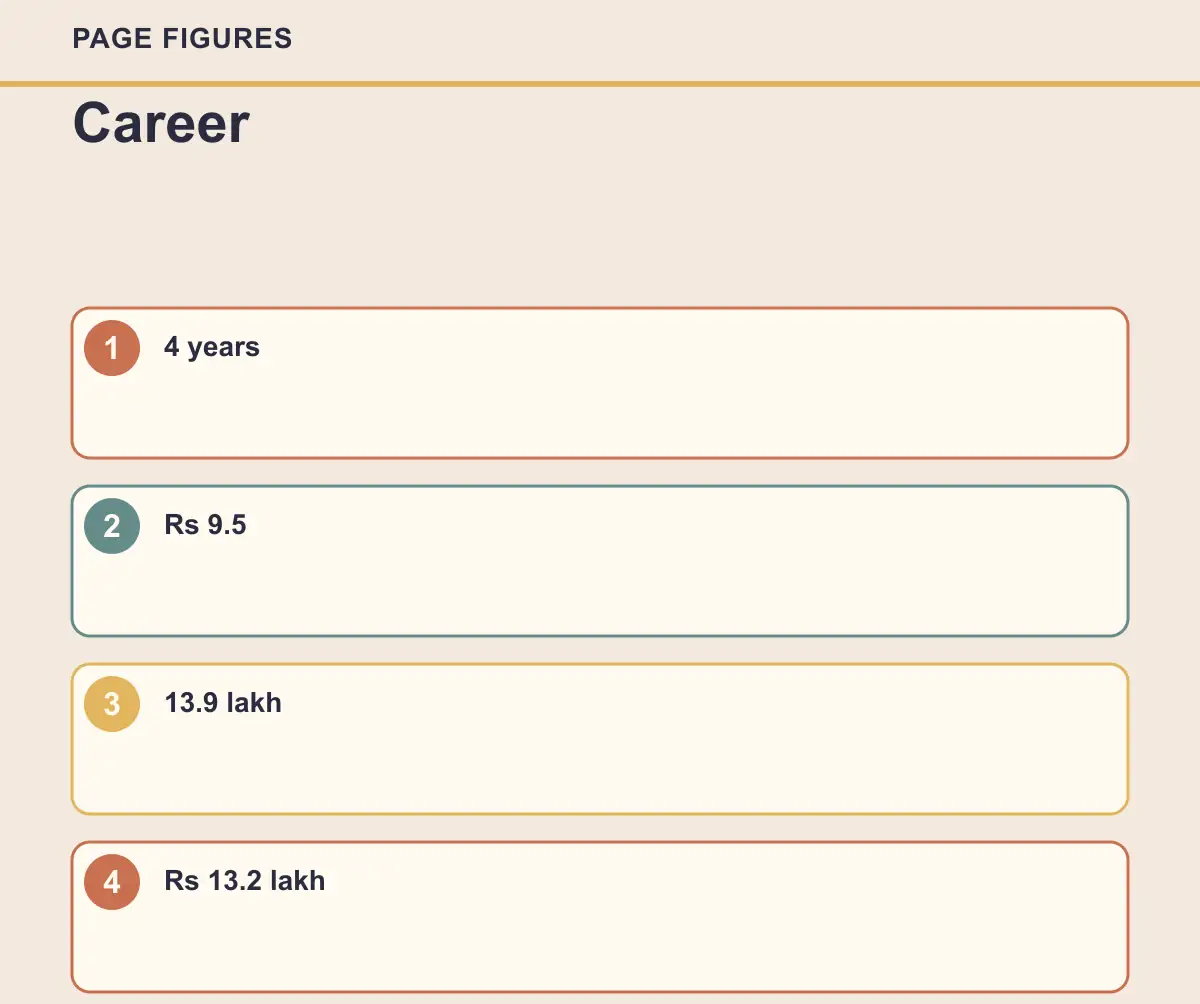 PAGE FIGURES
Career
1 4 years
2 Rs 9.5
3 13.9 lakh
4 Rs 13.2 lakh